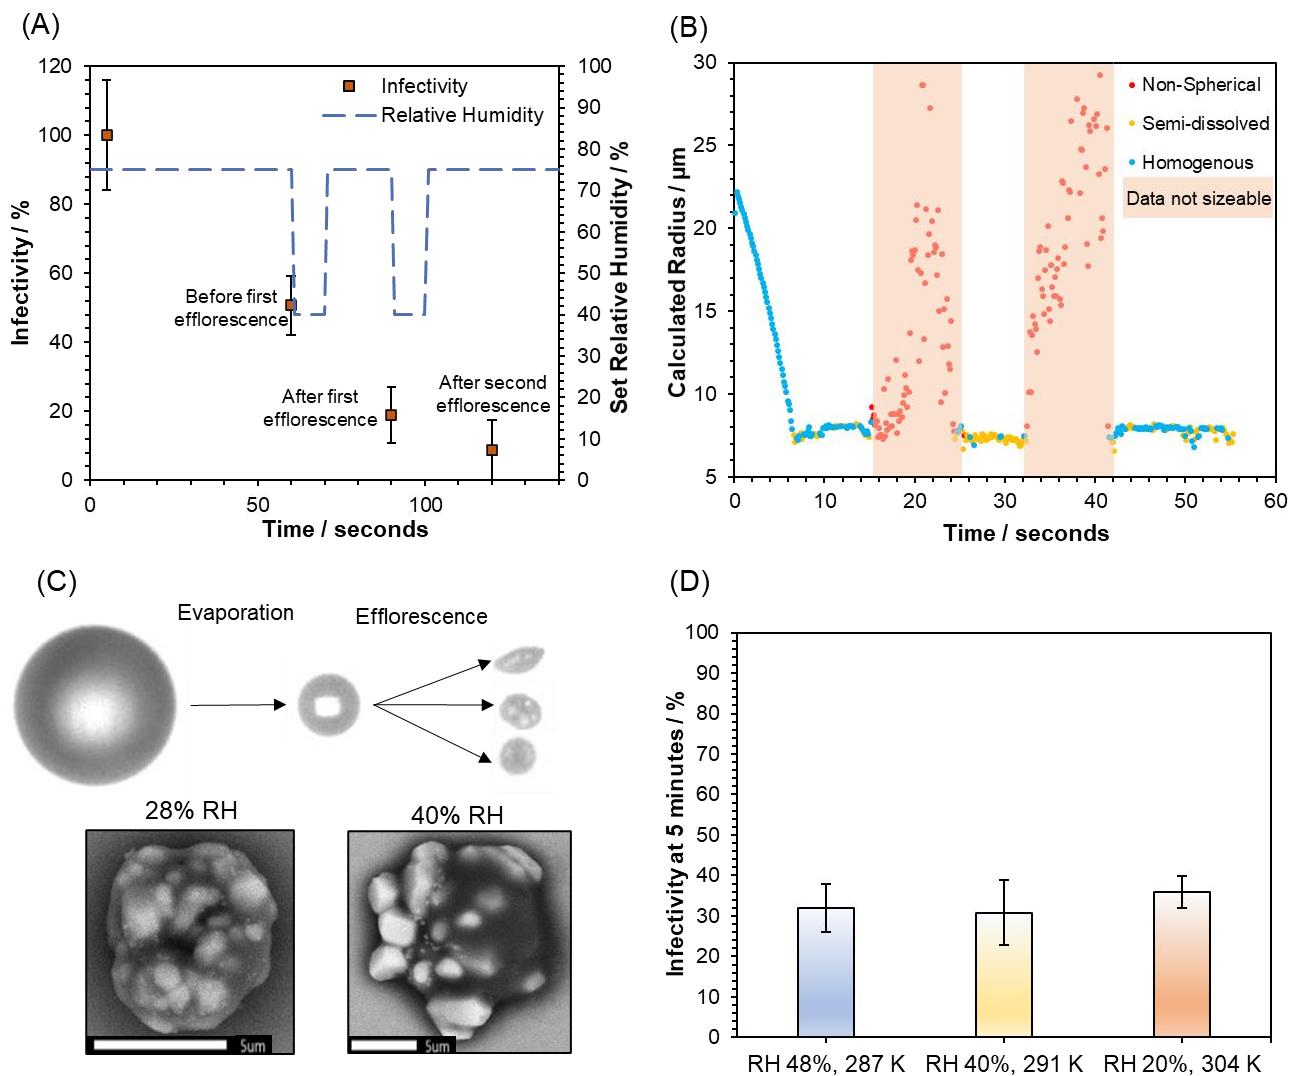 (A)
120
100
80
60
40
20
0
Infectivity / %
0
50
100
Time / seconds
100
90
80
70
60
50
40
30
20
10
0
Set Relative Humidity / %
Infectivity
Relative Humidity
Before first
efflorescence
After first
efflorescence
After second
efflorescence
(B)
30
25
20
15
10
5
Calculated Radius / µm
0
10
20
30
40
50
60
Time / seconds
Non-Spherical
Semi-dissolved
Homogenous
Data not sizeable
(C)
Evaporation
Efflorescence
28% RH
40% RH
5um
5um
(D)
100
90
80
70
60
50
40
30
20
10
0
Infectivity at 5 minutes / %
RH 48%, 287 K
RH 40%, 291 K
RH 20%, 304 K